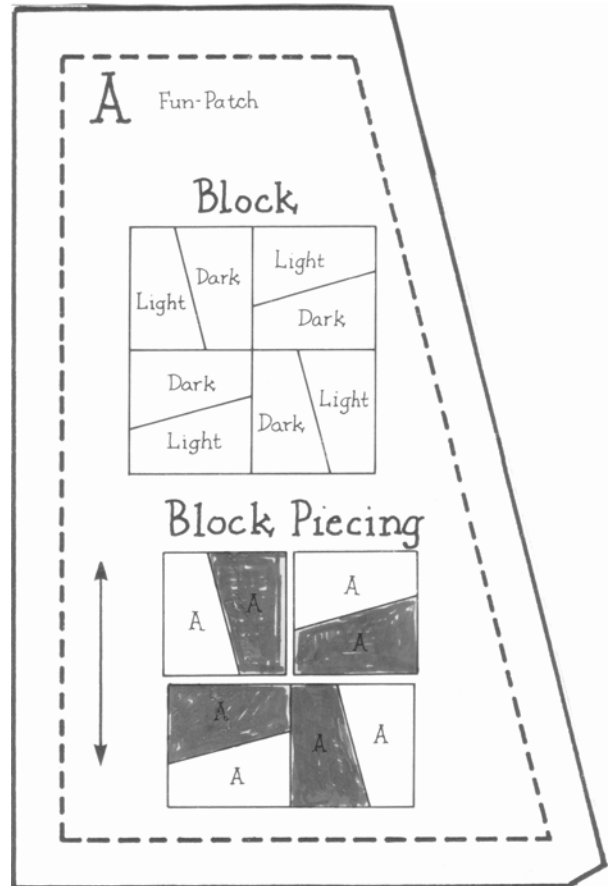 A Fun-Patch
Block
Light Dark Light
Dark
Dark
Light
Dark Light
Block Piecing
A A A
A
A
A
A A